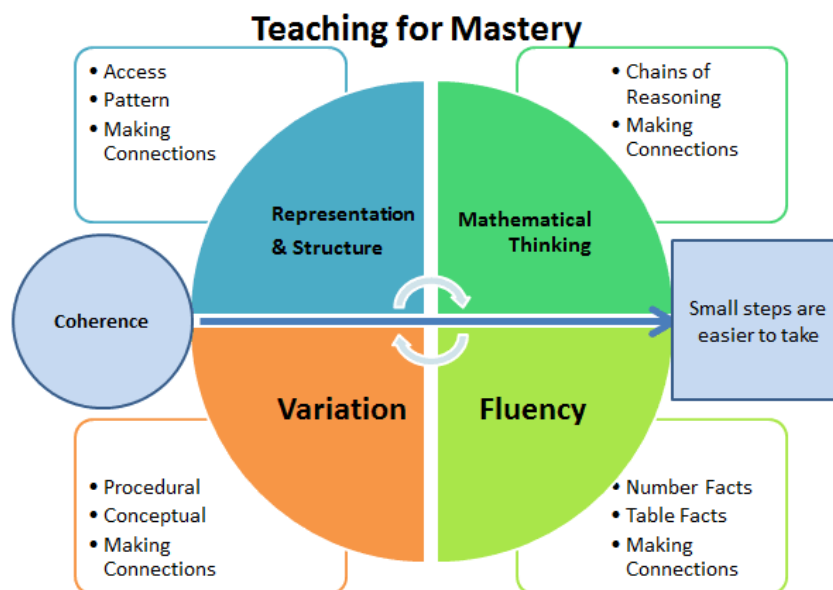 Teaching for Mastery
• Access
• Pattern
• Making
Connections
• Chains of
Reasoning
• Making
Connections
Representation
& Structure
Mathematical
Thinking
Coherence
Small steps are
easier to take
Variation
Fluency
• Procedural
• Conceptual
• Making
Connections
• Number Facts
• Table Facts
• Making
Connections